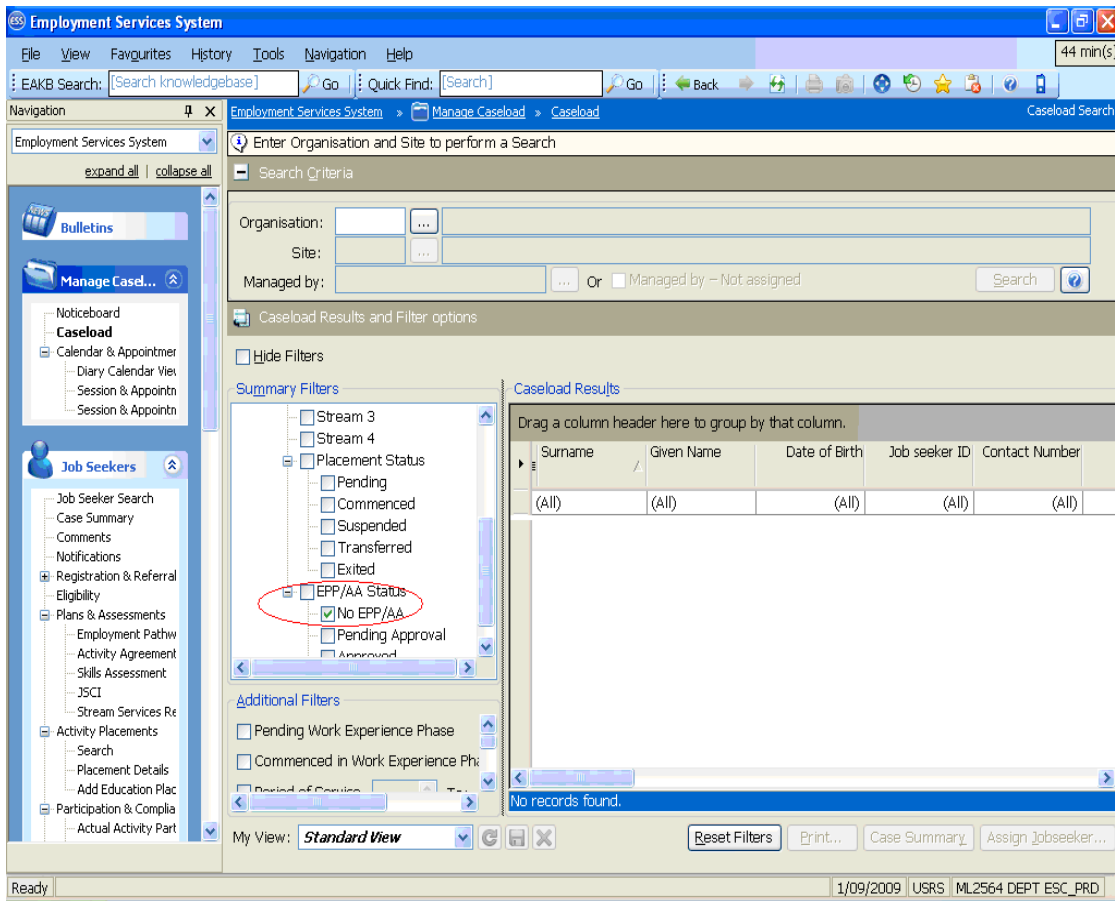 Employment Services System
File View Favourites History Tools Navigation Help 44 min(s)
EAKB Search: [Search knowledgebase] Go Quick Find: [Search] Go Back
Navigation
Employment Services System » Manage Caseload » Caseload Caseload Search
Employment Services System
Enter Organisation and Site to perform a Search
expand all | collapse all
Search Criteria
NEWS
Bulletins
Organisation: ...
Site: ...
Managed by: ... Or Managed by – Not assigned Search
Manage Casel...
Noticeboard
Caseload
Calendar & Appointmer
Diary Calendar Viev
Session & Appointn
Session & Appointn
Caseload Results and Filter options
Hide Filters
Summary Filters
Stream 3
Stream 4
Placement Status
Pending
Commenced
Suspended
Transferred
Exited
EPP/AA Status
No EPP/AA
Pending Approval
Approved
Caseload Results
Drag a column header here to group by that column.
Surname Given Name Date of Birth Job seeker ID Contact Number
(All) (All) (All) (All) (All)
Job Seekers
Job Seeker Search
Case Summary
Comments
Notifications
Registration & Referral
Eligibility
Plans & Assessments
Employment Pathw
Activity Agreement
Skills Assessment
JSCI
Stream Services Re
Activity Placements
Search
Placement Details
Add Education Plac
Participation & Complia
Actual Activity Part
Additional Filters
Pending Work Experience Phase
Commenced in Work Experience Pha
Period of Service
No records found.
My View: Standard View Reset Filters Print... Case Summary Assign Jobseeker...
Ready 1/09/2009 USRS ML2564 DEPT ESC_PRD